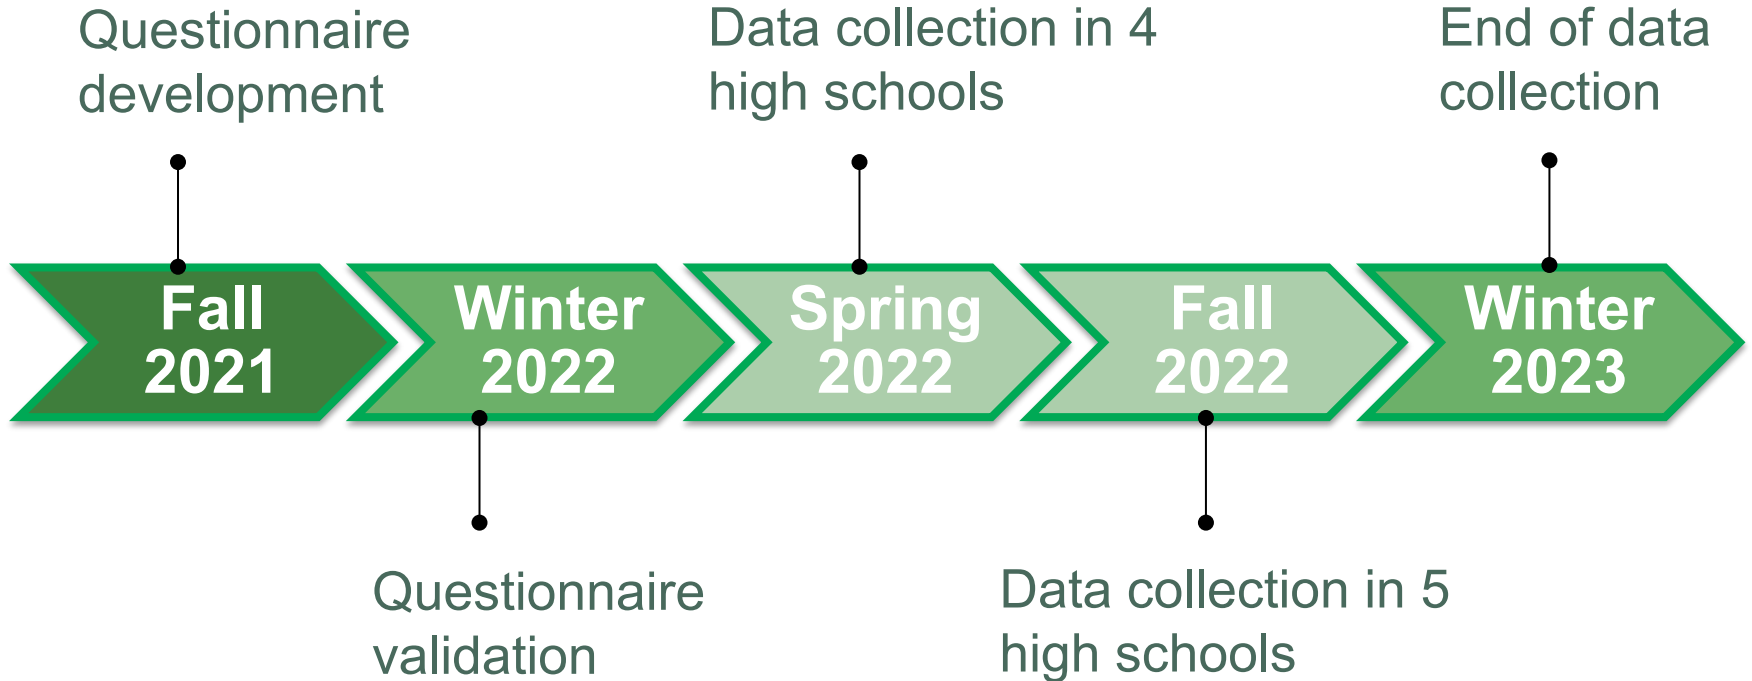 Questionnaire
development
Data collection in 4
high schools
End of data
collection
Fall
2021
Winter
2022
Spring
2022
Fall
2022
Winter
2023
Questionnaire
validation
Data collection in 5
high schools